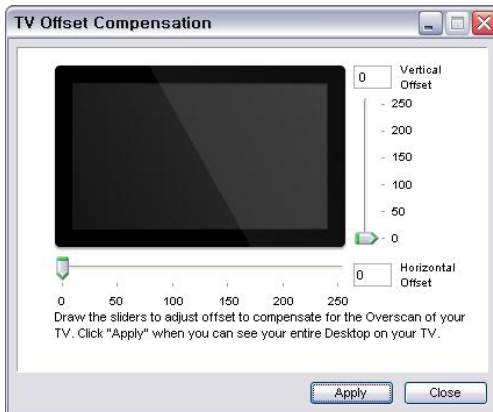 TV Offset Compensation
0
Vertical
Offset
250
200
150
100
50
0
0
Horizontal
Offset
0 50 100 150 200 250
Draw the sliders to adjust offset to compensate for the Overscan of your
TV. Click "Apply" when you can see your entire Desktop on your TV.
Apply Close